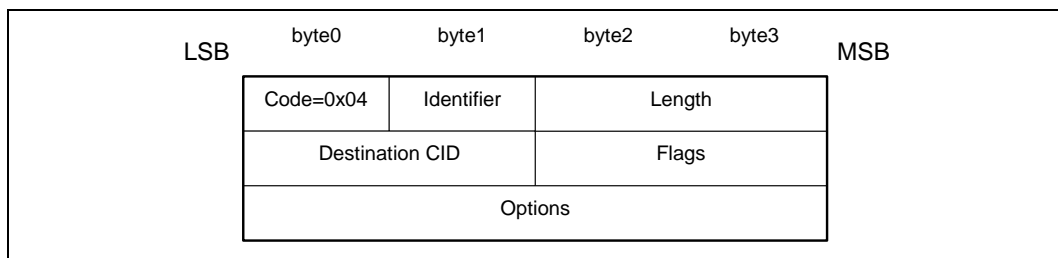 LSB byte0 byte1 byte2 byte3 MSB
Code=0x04 Identifier Length
Destination CID Flags
Options